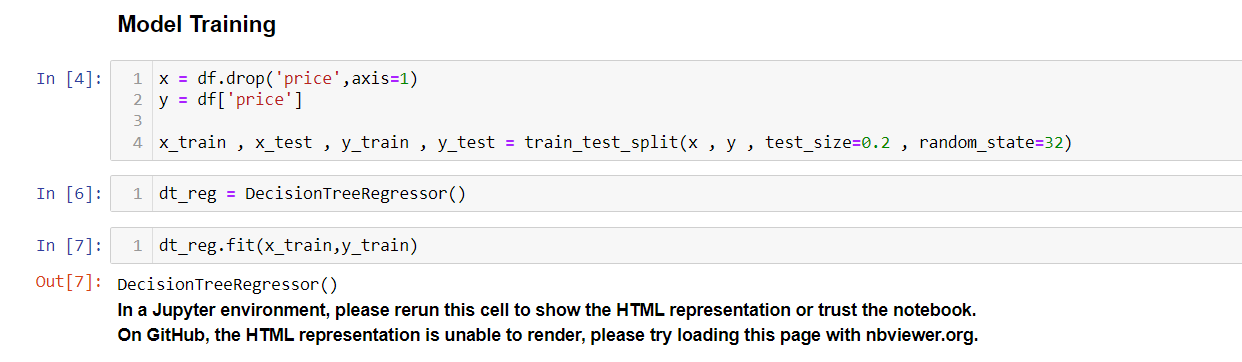 Model Training
In [4]:
1 x = df.drop('price',axis=1)
2 y = df['price']
3
4 x_train , x_test , y_train , y_test = train_test_split(x , y , test_size=0.2 , random_state=32)
In [6]:
1 dt_reg = DecisionTreeRegressor()
In [7]:
1 dt_reg.fit(x_train,y_train)
Out[7]:
DecisionTreeRegressor()
In a Jupyter environment, please rerun this cell to show the HTML representation or trust the notebook.
On GitHub, the HTML representation is unable to render, please try loading this page with nbviewer.org.